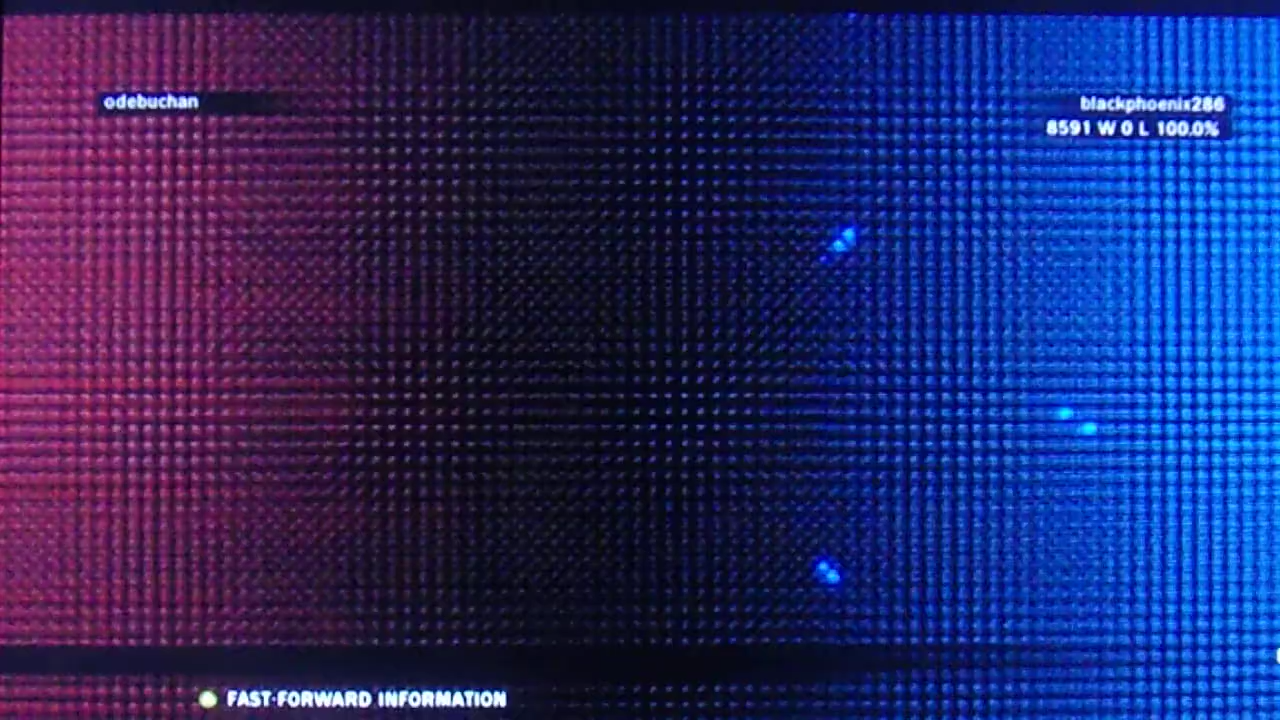 odebuchan
blackphoenix286
8591 W 0 L 100.0%
FAST-FORWARD INFORMATION